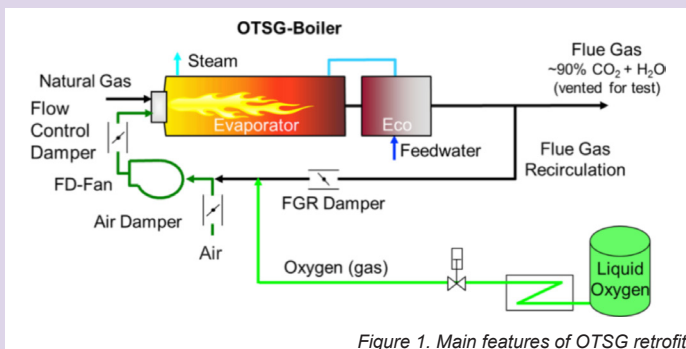 OTSG-Boiler
Steam
Natural Gas
Flow
Control
Damper
FD-Fan
Air Damper
Air
Evaporator
Eco
Feedwater
FGR Damper
Flue Gas
~90% CO₂ + H₂O
(vented for test)
Flue Gas
Recirculation
Oxygen (gas)
Liquid
Oxygen
Figure 1. Main features of OTSG retrofit